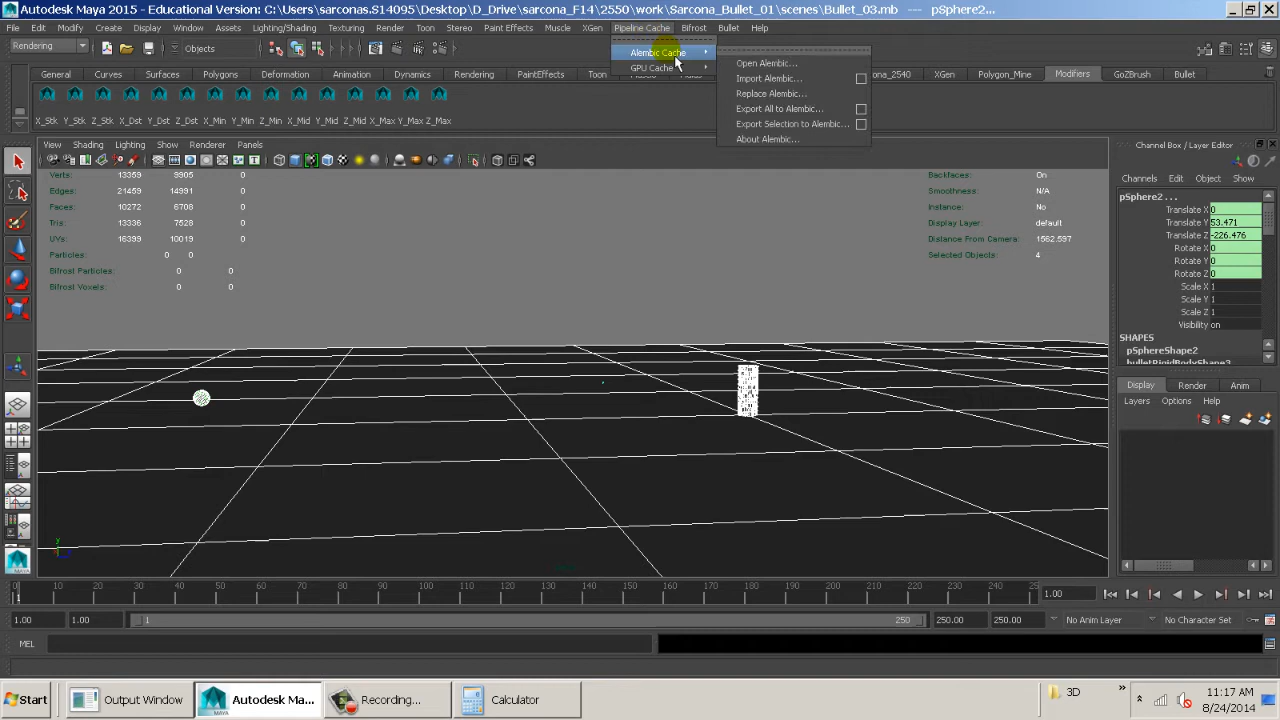 Autodesk Maya 2015 - Educational Version: C:\Users\sarconas.S14095\Desktop\D_Drive\sarcona_F14\2550\work\Sarcona_Bullet_01\scenes\Bullet_03.mb --- pSphere2...
File Edit Modify Create Display Window Assets Lighting/Shading Texturing Render Toon Stereo Paint Effects Muscle XGen Pipeline Cache Bifrost Bullet Help
Rendering Objects
Alembic Cache
GPU Cache
Open Alembic...
Import Alembic...
Replace Alembic...
Export All to Alembic...
Export Selection to Alembic...
About Alembic...
General Curves Surfaces Polygons Deformation Animation Dynamics Rendering PaintEffects Toon XGen Polygon_Mine Modifiers GoZBrush Bullet
X_Stk Y_Stk Z_Stk X_Dst Y_Dst Z_Dst X_Min Y_Min Z_Min X_Mid Y_Mid Z_Mid X_Max Y_Max Z_Max
View Shading Lighting Show Renderer Panels
Verts: 13359 9905 0
Edges: 21459 14991 0
Faces: 10272 6708 0
Tris: 13336 7528 0
UVs: 16399 10019 0
Particles: 0 0
Bifrost Particles: 0 0
Bifrost Voxels: 0 0
Backfaces: On
Smoothness: N/A
Instance: No
Display Layer: default
Distance From Camera: 1562.597
Selected Objects: 4
y
Channel Box / Layer Editor
Channels Edit Object Show
pSphere2 . . .
Translate X 0
Translate Y 53.471
Translate Z -226.476
Rotate X 0
Rotate Y 0
Rotate Z 0
Scale X 1
Scale Y 1
Scale Z 1
Visibility on
SHAPES
pSphereShape2
bulletRigidBodyShape3
Display Render Anim
Layers Options Help
1 10 20 30 40 50 60 70 80 90 100 110 120 130 140 150 160 170 180 190 200 210 220 230 240 25
1.00
1.00 1.00 1 250 250.00 250.00 No Anim Layer No Character Set
MEL
Start Output Window Autodesk Ma... Recording... Calculator 3D
11:17 AM
8/24/2014